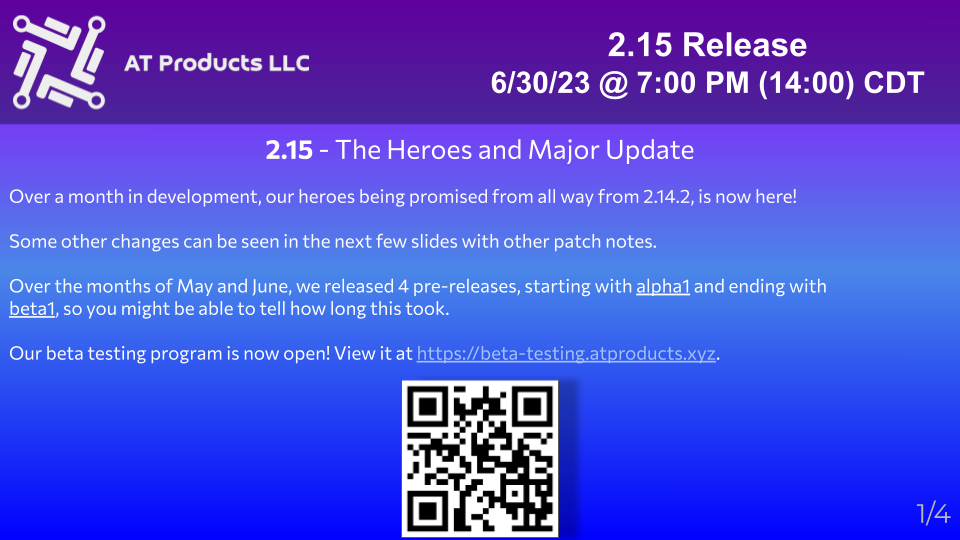 AT Products LLC
2.15 Release
6/30/23 @ 7:00 PM (14:00) CDT
2.15 - The Heroes and Major Update
Over a month in development, our heroes being promised from all way from 2.14.2, is now here!
Some other changes can be seen in the next few slides with other patch notes.
Over the months of May and June, we released 4 pre-releases, starting with alpha1 and ending with
beta1, so you might be able to tell how long this took.
Our beta testing program is now open! View it at https://beta-testing.atproducts.xyz.
1/4